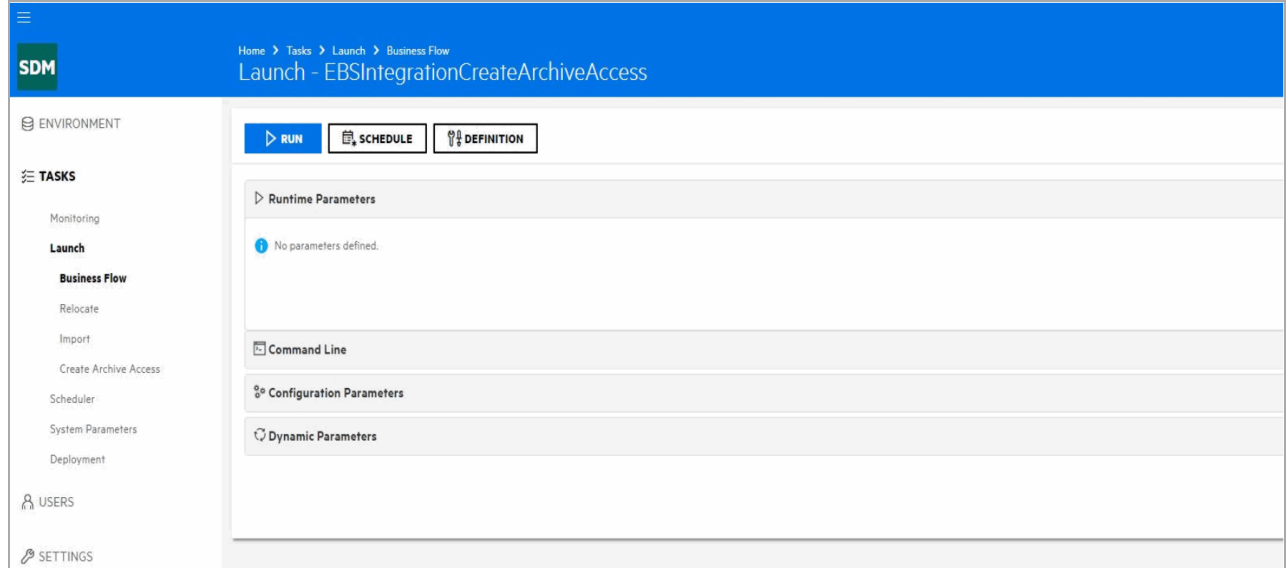 SDM
Home > Tasks > Launch > Business Flow
Launch - EBSIntegrationCreateArchiveAccess
ENVIRONMENT
TASKS
Monitoring
Launch
Business Flow
Relocate
Import
Create Archive Access
Scheduler
System Parameters
Deployment
USERS
SETTINGS
RUN SCHEDULE DEFINITION
Runtime Parameters
No parameters defined.
Command Line
Configuration Parameters
Dynamic Parameters